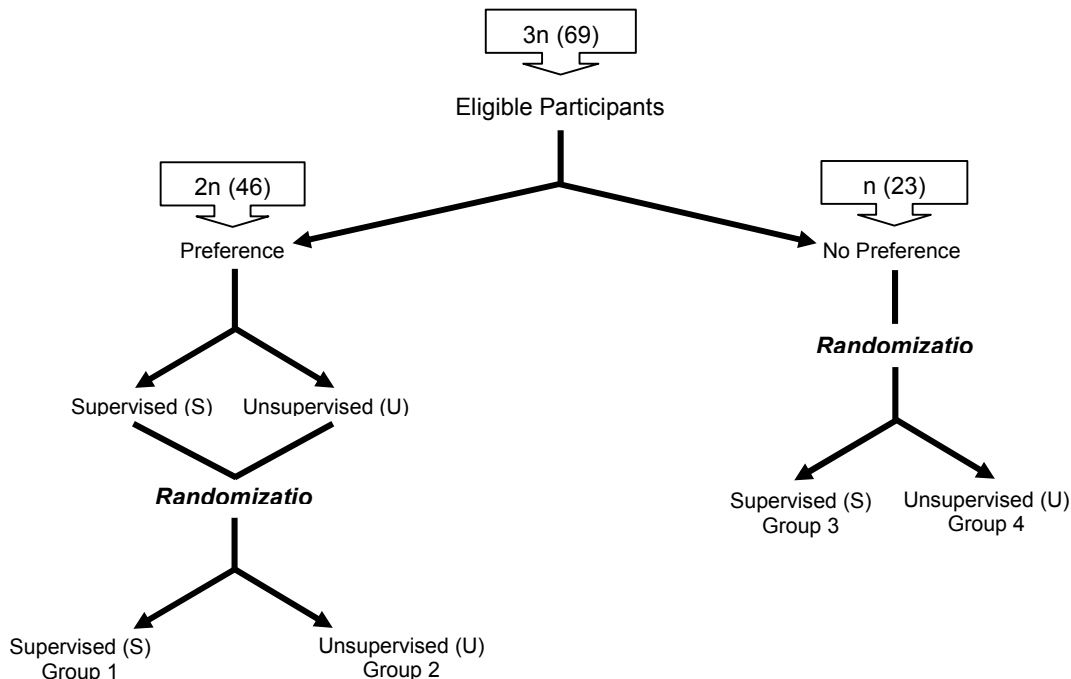 3n (69)
Eligible Participants
2n (46)
n (23)
Preference
No Preference
Randomizatio
Supervised (S)
Unsupervised (U)
Randomizatio
Supervised (S)
Group 3
Unsupervised (U)
Group 4
Supervised (S)
Group 1
Unsupervised (U)
Group 2